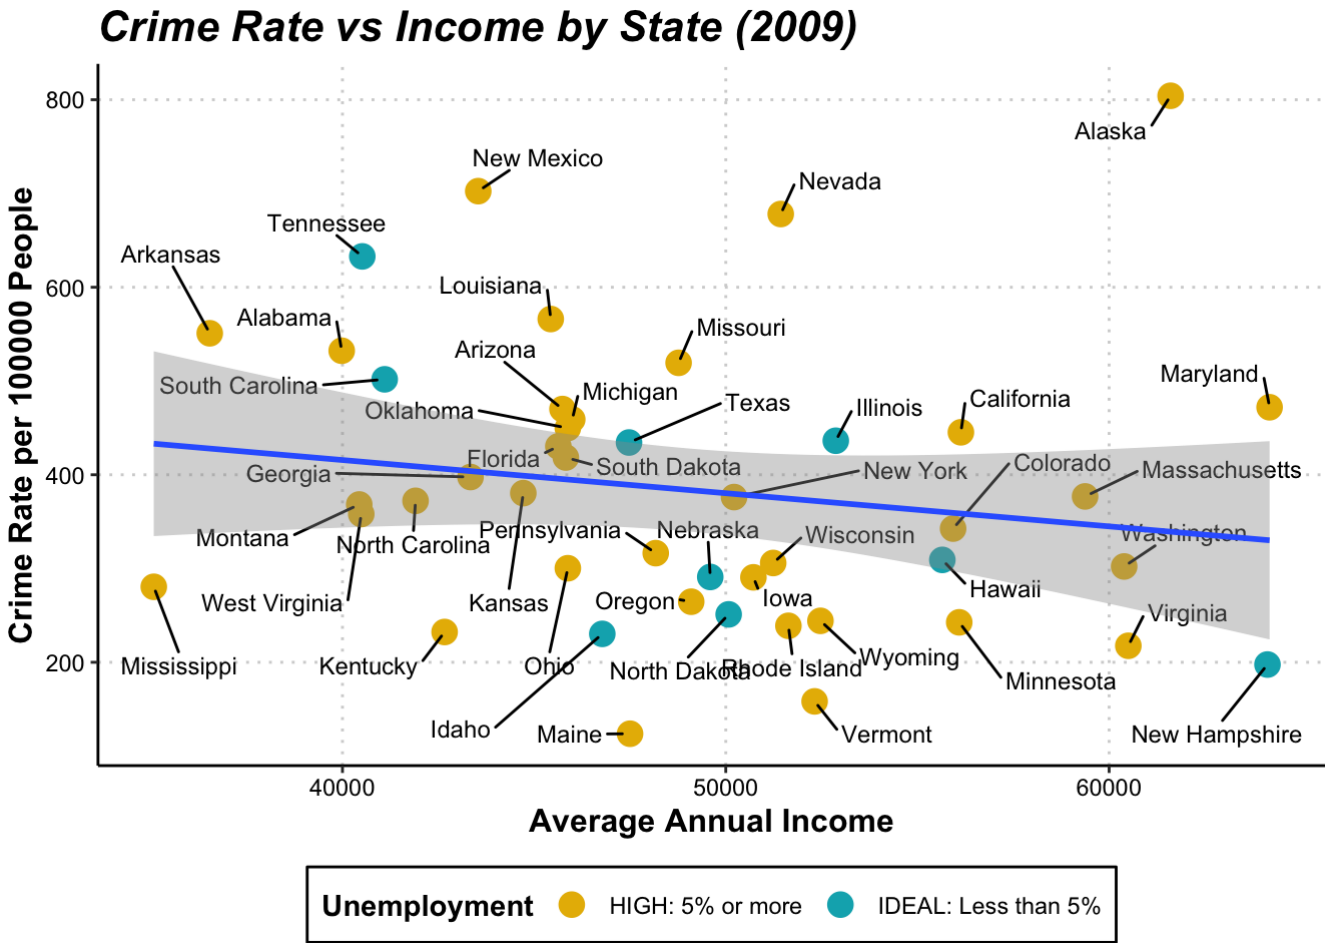 Crime Rate vs Income by State (2009)
Crime Rate per 100000 People
800
600
400
200
Alaska
New Mexico
Nevada
Tennessee
Arkansas
Louisiana
Alabama
Missouri
Arizona
Maryland
South Carolina
Michigan
Oklahoma
Texas
Illinois
California
Florida
South Dakota
Georgia
New York
Colorado
Massachusetts
Montana
North Carolina
Pennsylvania
Nebraska
Wisconsin
Washington
West Virginia
Kansas
Oregon
Iowa
Hawaii
Virginia
Mississippi
Kentucky
Ohio
North Dakota
Rhode Island
Wyoming
Minnesota
Idaho
Maine
Vermont
New Hampshire
40000
50000
60000
Average Annual Income
Unemployment
HIGH: 5% or more
IDEAL: Less than 5%